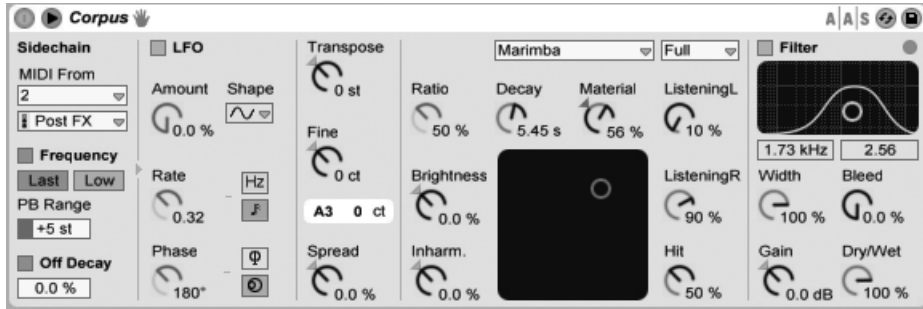 Corpus
A|A|S
Sidechain
MIDI From
2
Post FX
Frequency
Last Low
PB Range
+5 st
Off Decay
0.0 %
LFO
Amount Shape
0.0 %
Rate
0.32
Hz
Phase
180°
Φ
Transpose
0 st
Fine
0 ct
A3 0 ct
Spread
0.0 %
Marimba Full
Ratio Decay Material ListeningL
50 % 5.45 s 56 % 10 %
Brightness
0.0 %
Inharm.
0.0 %
ListeningR
90 %
Hit
50 %
Filter
1.73 kHz 2.56
Width Bleed
100 % 0.0 %
Gain Dry/Wet
0.0 dB 100 %